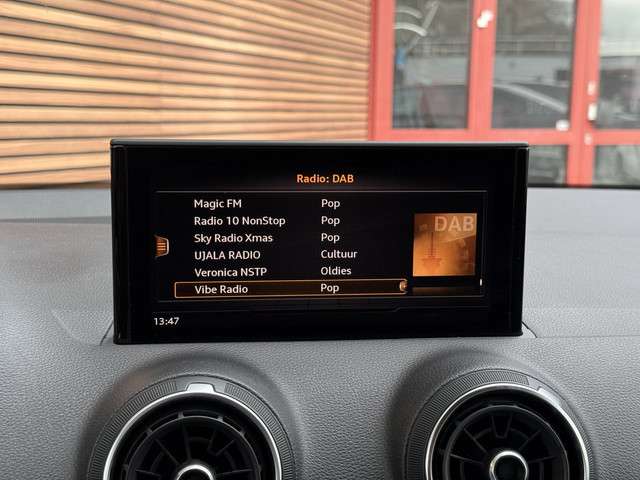 Radio: DAB
Magic FM Pop
Radio 10 NonStop Pop
Sky Radio Xmas Pop
UJALA RADIO Cultuur
Veronica NSTP Oldies
Vibe Radio Pop
DAB
13:47